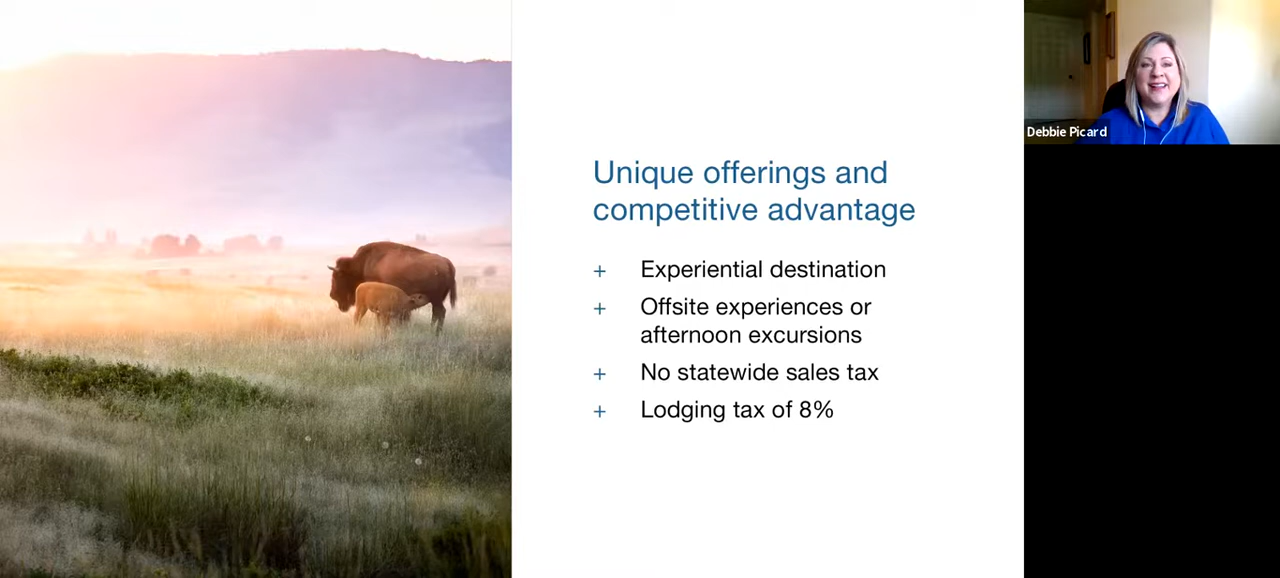 Unique offerings and
competitive advantage
+ Experiential destination
+ Offsite experiences or
afternoon excursions
+ No statewide sales tax
+ Lodging tax of 8%
Debbie Picard